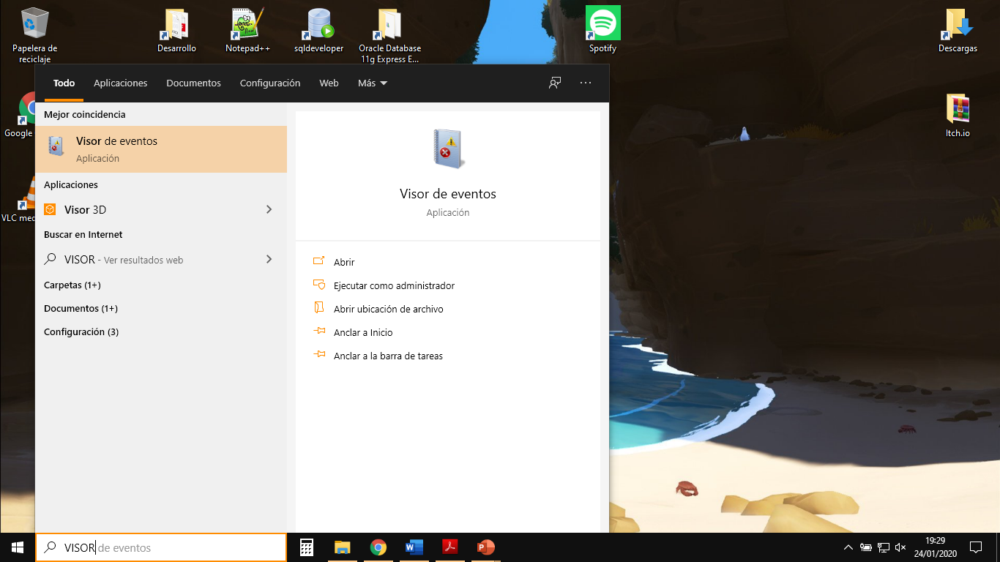 Papelera de
reciclaje
Desarrollo
Notepad++
sqldeveloper
Oracle Database
11g Express E...
Spotify
Descargas
Google
VLC med
Itch.io
Todo
Aplicaciones
Documentos
Configuración
Web
Más
Mejor coincidencia
Visor de eventos
Aplicación
Aplicaciones
Visor 3D
Buscar en Internet
VISOR - Ver resultados web
Carpetas (1+)
Documentos (1+)
Configuración (3)
Visor de eventos
Aplicación
Abrir
Ejecutar como administrador
Abrir ubicación de archivo
Anclar a Inicio
Anclar a la barra de tareas
VISOR de eventos
19:29
24/01/2020